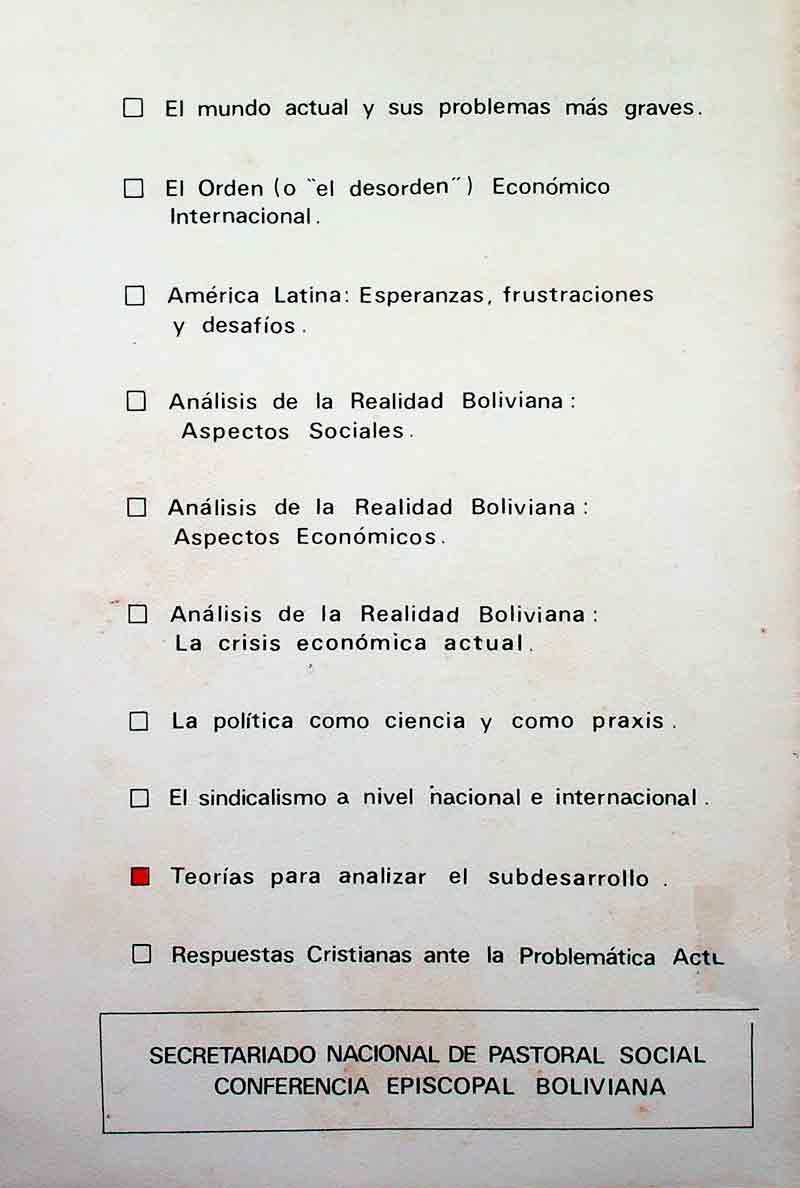 El mundo actual y sus problemas más graves.
El Orden (o "el desorden") Económico
Internacional.
América Latina: Esperanzas, frustraciones
y desafíos.
Análisis de la Realidad Boliviana:
Aspectos Sociales.
Análisis de la Realidad Boliviana:
Aspectos Económicos.
Análisis de la Realidad Boliviana:
La crisis económica actual.
La política como ciencia y como praxis.
El sindicalismo a nivel nacional e internacional.
Teorías para analizar el subdesarrollo.
Respuestas Cristianas ante la Problemática
SECRETARIADO NACIONAL DE PASTORAL SOCIAL
CONFERENCIA EPISCOPAL BOLIVIANA